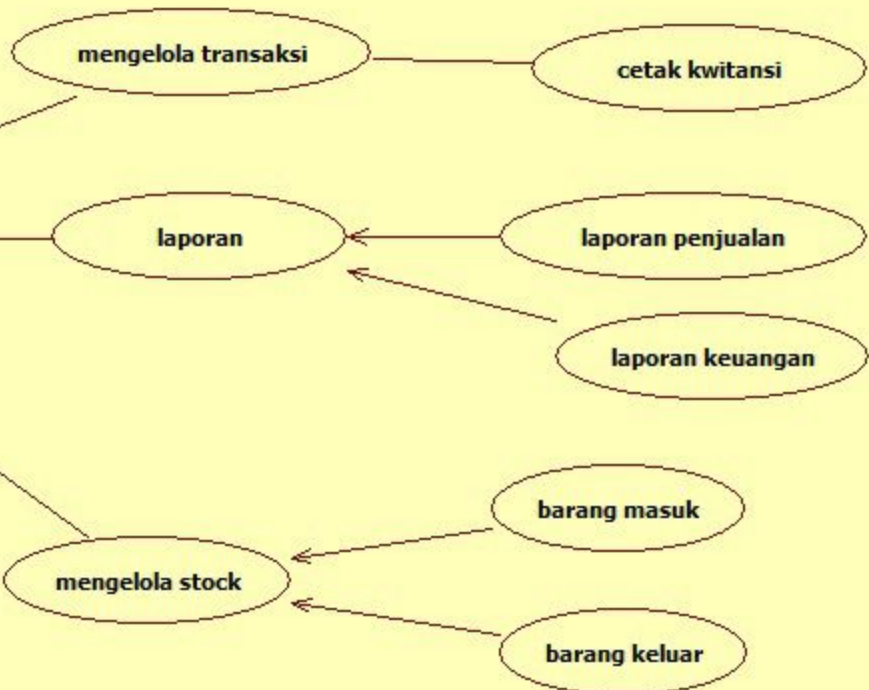 mengelola transaksi
cetak kwitansi
laporan
laporan penjualan
laporan keuangan
barang masuk
mengelola stock
barang keluar